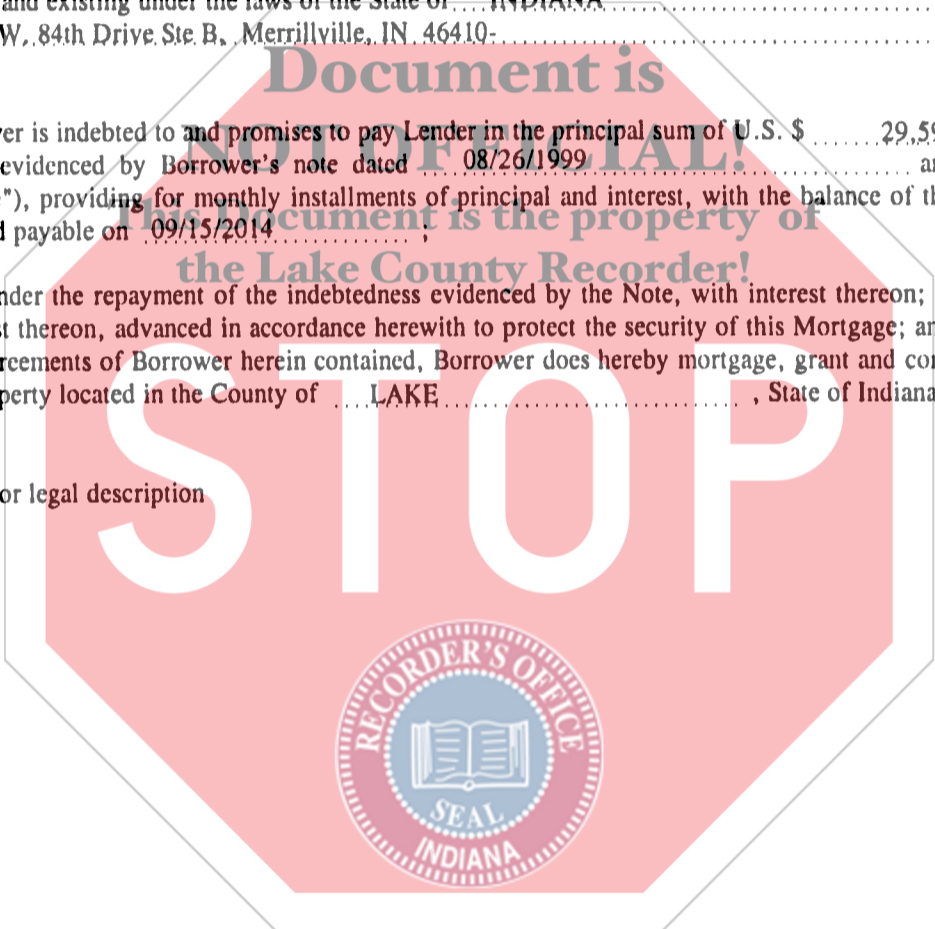 and existing under the laws of the State of ... INDIANA
W. 84th Drive Ste B, Merrillville, IN 46410-
Document is
er is indebted to and promises to pay Lender in the principal sum of U.S. $ ...... 29,59
NOT OFFICIAL!
evidenced by Borrower's note dated ... 08/26/1999 ... an
"), providing for monthly installments of principal and interest, with the balance of th
This Document is the property of
payable on 09/15/2014 ;
the Lake County Recorder!
nder the repayment of the indebtedness evidenced by the Note, with interest thereon;
t thereon, advanced in accordance herewith to protect the security of this Mortgage; an
reements of Borrower herein contained, Borrower does hereby mortgage, grant and con
perty located in the County of .... LAKE ..... , State of Indiana
STOP
or legal description
RECORDER'S OFFICE
SEAL
INDIANA